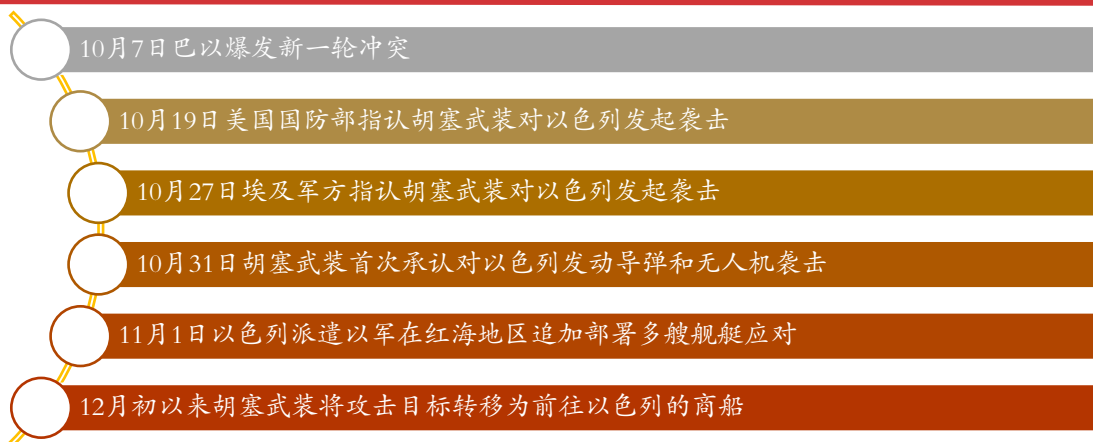 10月7日巴以爆发新一轮冲突
10月19日美国国防部指认胡塞武装对以色列发起袭击
10月27日埃及军方指认胡塞武装对以色列发起袭击
10月31日胡塞武装首次承认对以色列发动导弹和无人机袭击
11月1日以色列派遣以军在红海地区追加部署多艘舰艇应对
12月初以来胡塞武装将攻击目标转移为前往以色列的商船